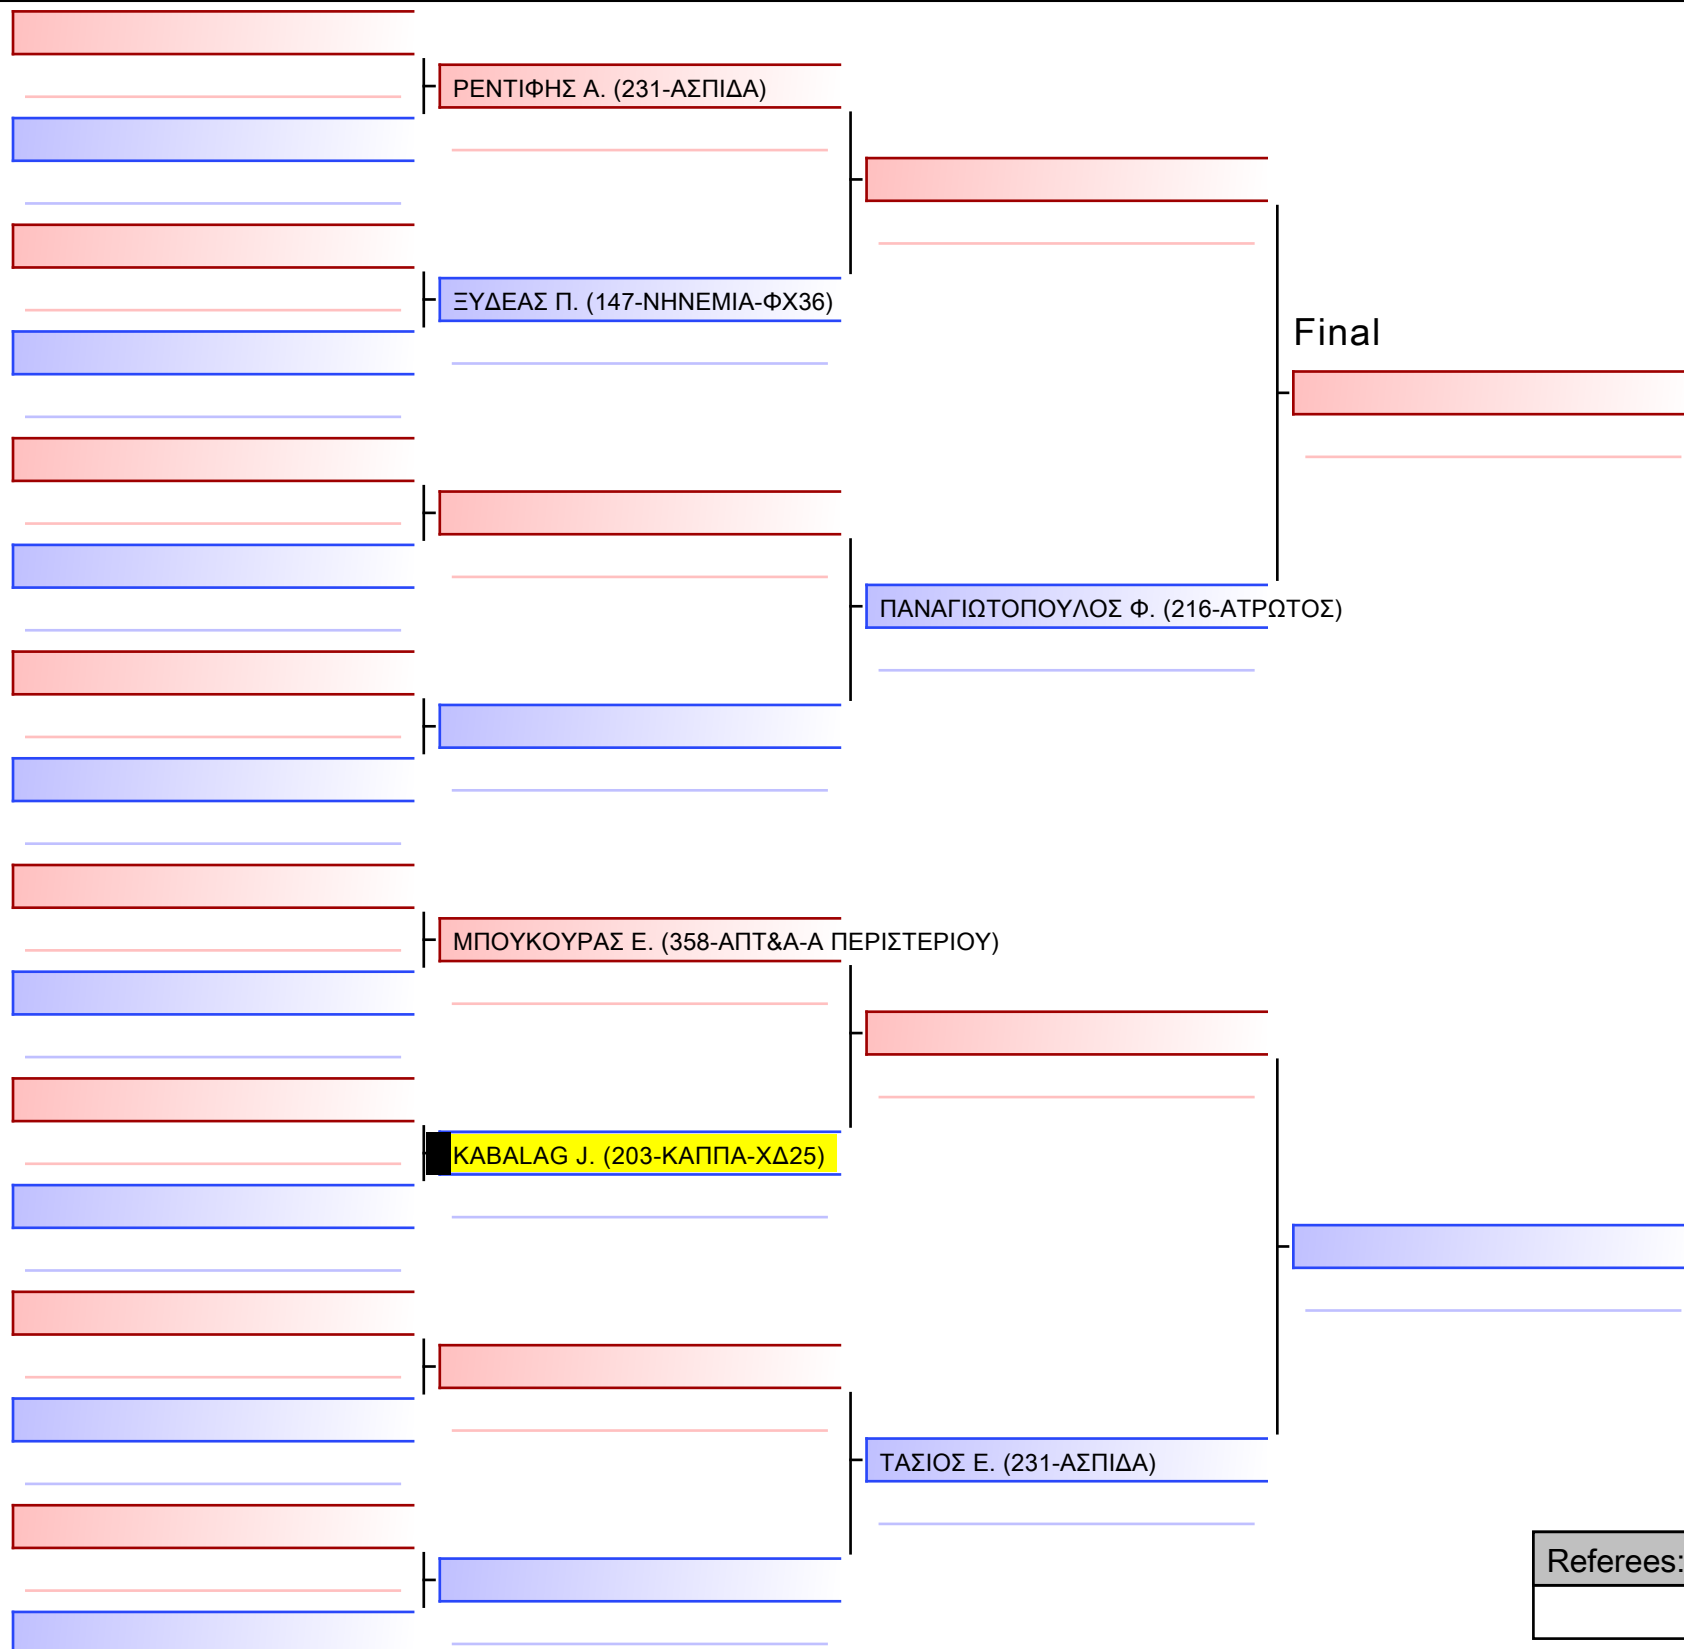 ΡΕΝΤΙΦΗΣ Α. (231-ΑΣΠΙΔΑ)
ΞΥΔΕΑΣ Π. (147-ΝΗΝΕΜΙΑ-ΦΧ36)
Final
ΠΑΝΑΓΙΩΤΟΠΟΥΛΟΣ Φ. (216-ΑΤΡΩΤΟΣ)
ΜΠΟΥΚΟΥΡΑΣ Ε. (358-ΑΠΤ&Α-Α ΠΕΡΙΣΤΕΡΙΟΥ)
KABALAG J. (203-ΚΑΠΠΑ-ΧΔ25)
ΤΑΣΙΟΣ Ε. (231-ΑΣΠΙΔΑ)
Referees: